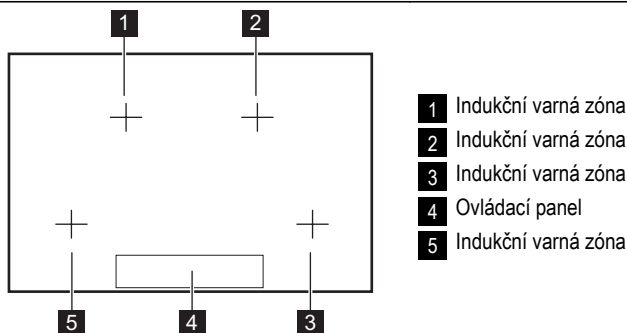 1 2
1 Indukční varná zóna
2 Indukční varná zóna
3 Indukční varná zóna
4 Ovládací panel
5 Indukční varná zóna
5 4 3